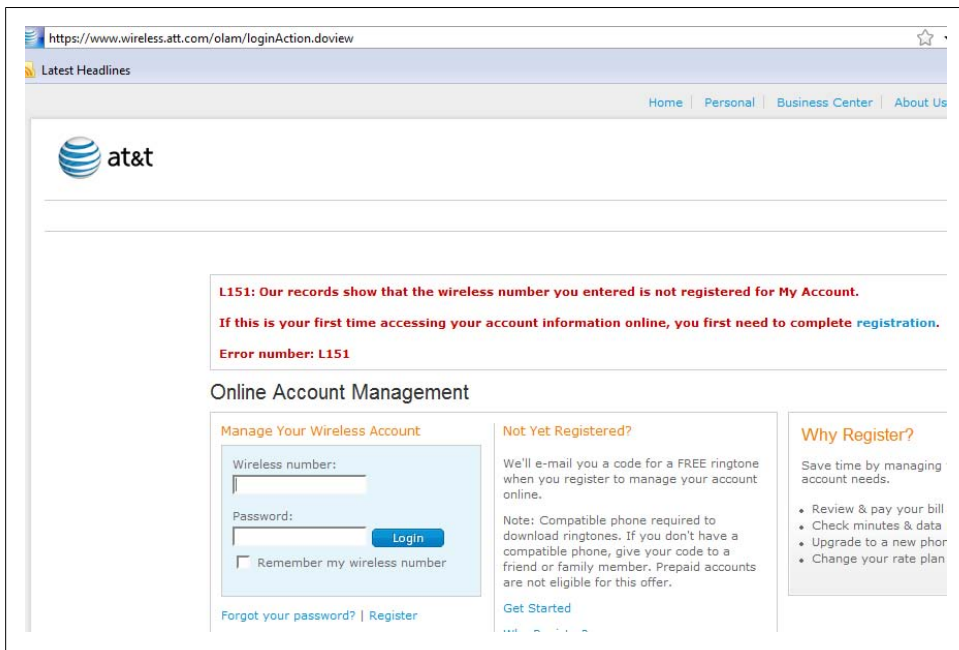 https://www.wireless.att.com/olam/loginAction.doview
Latest Headlines
Home | Personal | Business Center | About Us
at&t
L151: Our records show that the wireless number you entered is not registered for My Account.
If this is your first time accessing your account information online, you first need to complete registration.
Error number: L151
Online Account Management
Manage Your Wireless Account
Wireless number:
Password:
Login
Remember my wireless number
Forgot your password? | Register
Not Yet Registered?
We'll e-mail you a code for a FREE ringtone
when you register to manage your account
online.
Note: Compatible phone required to
download ringtones. If you don't have a
compatible phone, give your code to a
friend or family member. Prepaid accounts
are not eligible for this offer.
Get Started
Why Register?
Save time by managing
account needs.
• Review & pay your bill
• Check minutes & data
• Upgrade to a new phon
• Change your rate plan